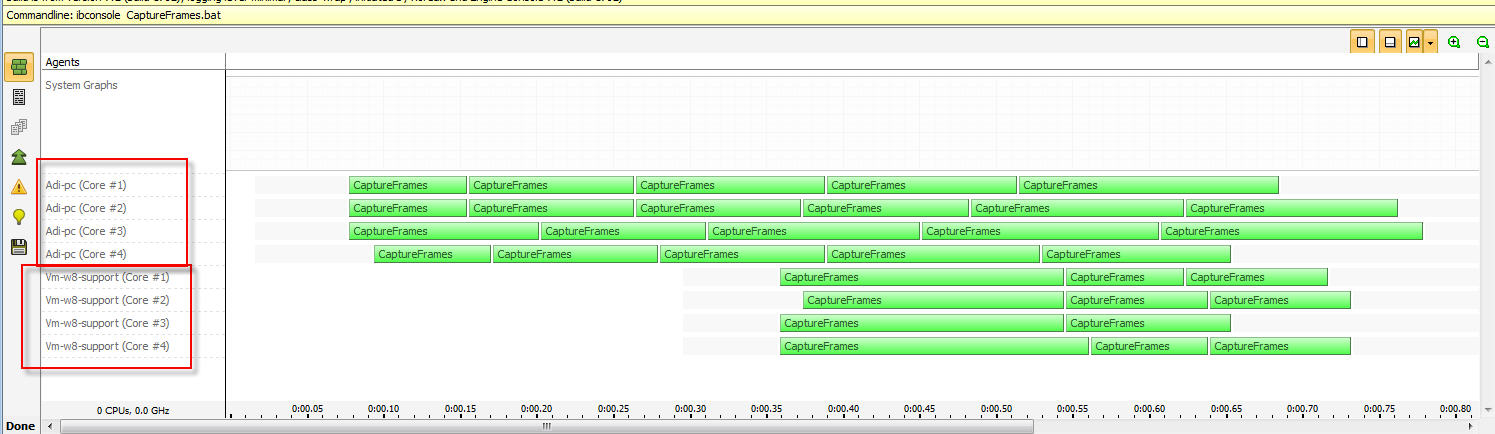 Commandline: ibconsole CaptureFrames.bat
Agents
System Graphs
Adi-pc (Core #1) CaptureFrames CaptureFrames CaptureFrames CaptureFrames CaptureFrames
Adi-pc (Core #2) CaptureFrames CaptureFrames CaptureFrames CaptureFrames CaptureFrames CaptureFrames
Adi-pc (Core #3) CaptureFrames CaptureFrames CaptureFrames CaptureFrames CaptureFrames
Adi-pc (Core #4) CaptureFrames CaptureFrames CaptureFrames CaptureFrames CaptureFrames
Vm-w8-support (Core #1) CaptureFrames CaptureFrames CaptureFrames
Vm-w8-support (Core #2) CaptureFrames CaptureFrames CaptureFrames
Vm-w8-support (Core #3) CaptureFrames CaptureFrames
Vm-w8-support (Core #4) CaptureFrames CaptureFrames CaptureFrames
0 CPUs, 0.0 GHz 0:00.05 0:00.10 0:00.15 0:00.20 0:00.25 0:00.30 0:00.35 0:00.40 0:00.45 0:00.50 0:00.55 0:00.60 0:00.65 0:00.70 0:00.75 0:00.80
Done